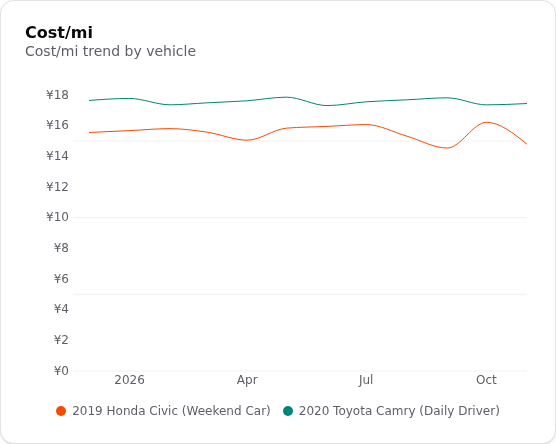 Cost/mi
Cost/mi trend by vehicle
¥18
¥16
¥14
¥12
¥10
¥8
¥6
¥4
¥2
¥0
2026 Apr Jul Oct
2019 Honda Civic (Weekend Car) 2020 Toyota Camry (Daily Driver)